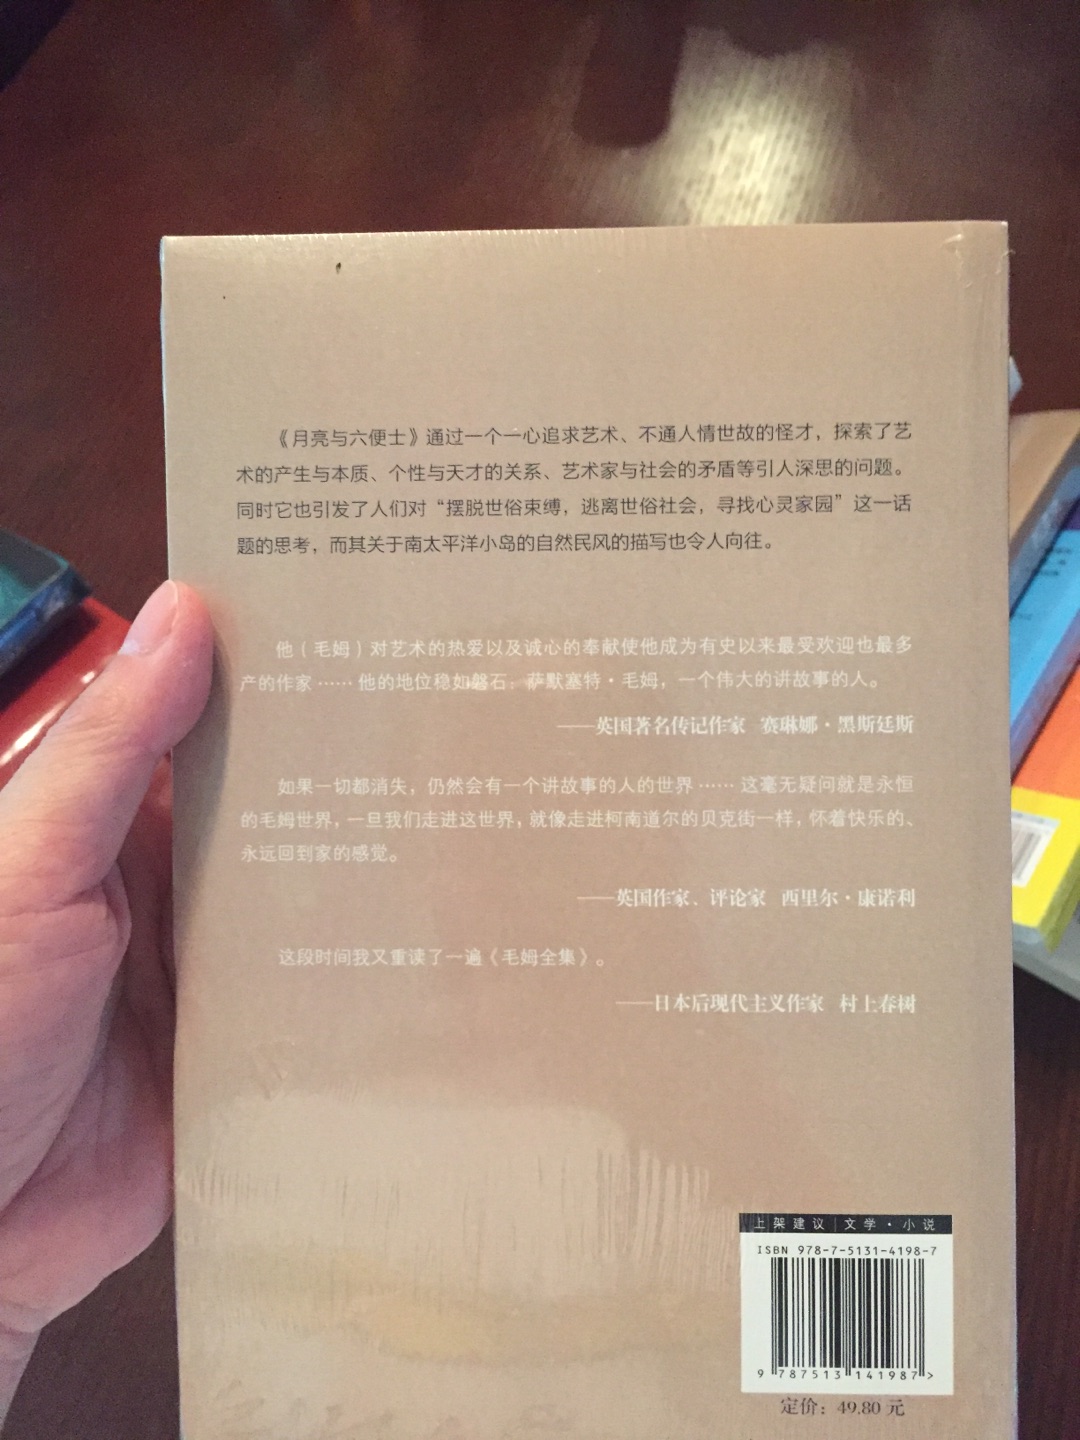 《月亮与六便士》通过一个一心追求艺术、不通人情世故的怪才，探索了艺
术的产生与本质、个性与天才的关系、艺术家与社会的矛盾等引人深思的问题。
同时它也引发了人们对“摆脱世俗束缚，逃离世俗社会，寻找心灵家园”这一话
题的思考，而其关于南太平洋小岛的自然民风的描写也令人向往。
他（毛姆）对艺术的热爱以及诚心的奉献使他成为有史以来最受欢迎也最多
产的作家……他的地位稳如磐石：萨默塞特·毛姆，一个伟大的讲故事的人。
——英国著名传记作家 赛琳娜·黑斯廷斯
如果一切都消失，仍然会有一个讲故事的人的世界……这毫无疑问就是永恒
的毛姆世界，一旦我们走进这世界，就像走进柯南道尔的贝克街一样，怀着快乐的、
永远回到家的感觉。
——英国作家、评论家 西里尔·康诺利
这段时间我又重读了一遍《毛姆全集》。
——日本后现代主义作家 村上春树
上架建议 | 文学·小说
ISBN 978-7-5131-4198-7
9 787513 141987 >
定价：49.80 元